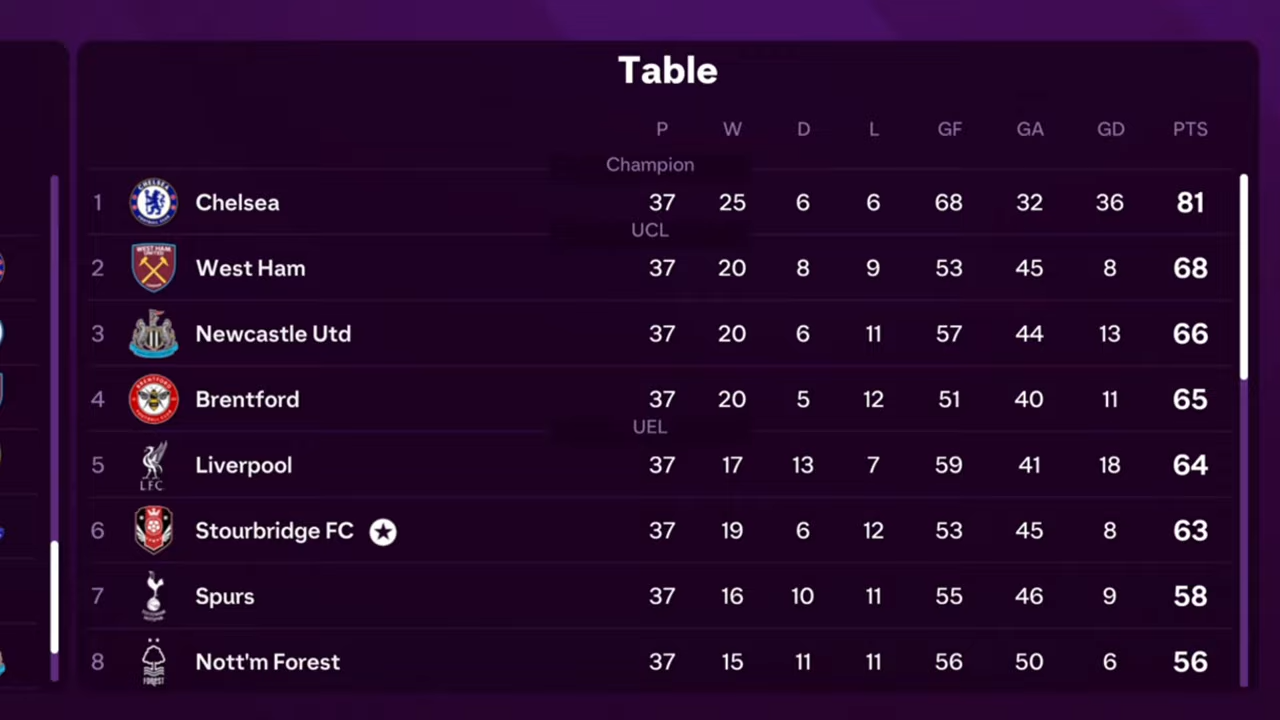 Table
P W D L GF GA GD PTS
Champion
1 Chelsea 37 25 6 6 68 32 36 81
UCL
2 West Ham 37 20 8 9 53 45 8 68
3 Newcastle Utd 37 20 6 11 57 44 13 66
4 Brentford 37 20 5 12 51 40 11 65
UEL
5 LFC Liverpool 37 17 13 7 59 41 18 64
6 Stourbridge FC 37 19 6 12 53 45 8 63
7 Spurs 37 16 10 11 55 46 9 58
8 FOREST Nott'm Forest 37 15 11 11 56 50 6 56